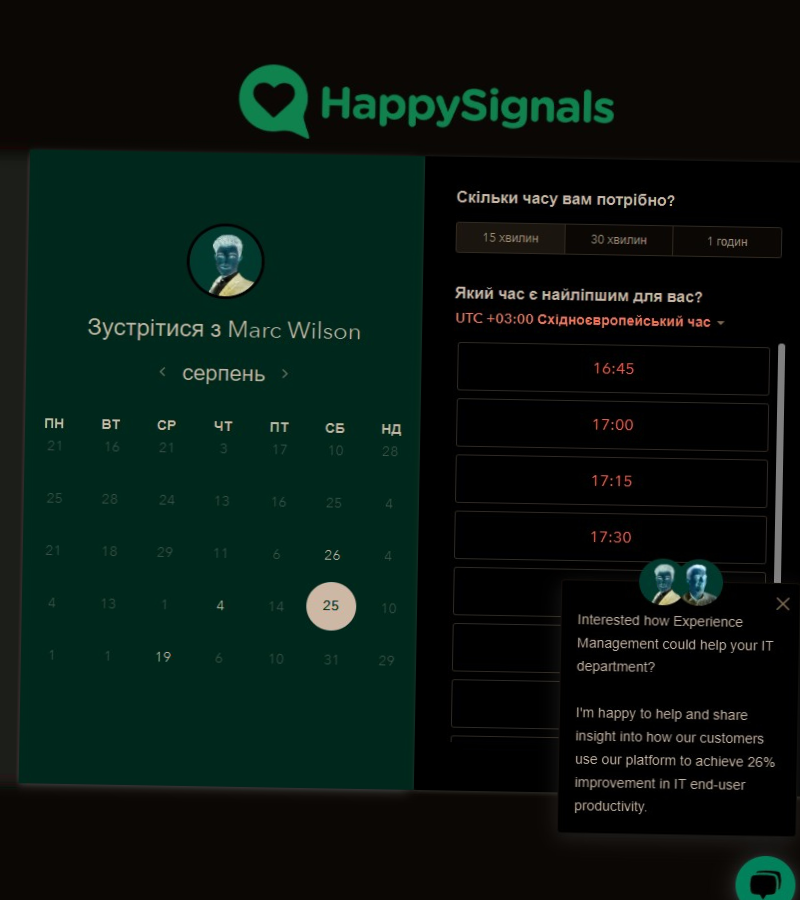 HappySignals
Зустрітися з Marc Wilson
серпень
ПН ВТ СР ЧТ ПТ СБ НД
21 16 21 3 17 10 28
25 28 24 13 16 25 4
21 18 29 11 6 26 4
4 13 1 4 14 25 10
1 1 19 6 10 31 29
Скільки часу вам потрібно?
15 хвилин 30 хвилин 1 годин
Який час є найліпшим для вас?
UTC +03:00 Східноєвропейський час
16:45
17:00
17:15
17:30
Interested how Experience
Management could help your IT
department?
I'm happy to help and share
insight into how our customers
use our platform to achieve 26%
improvement in IT end-user
productivity.